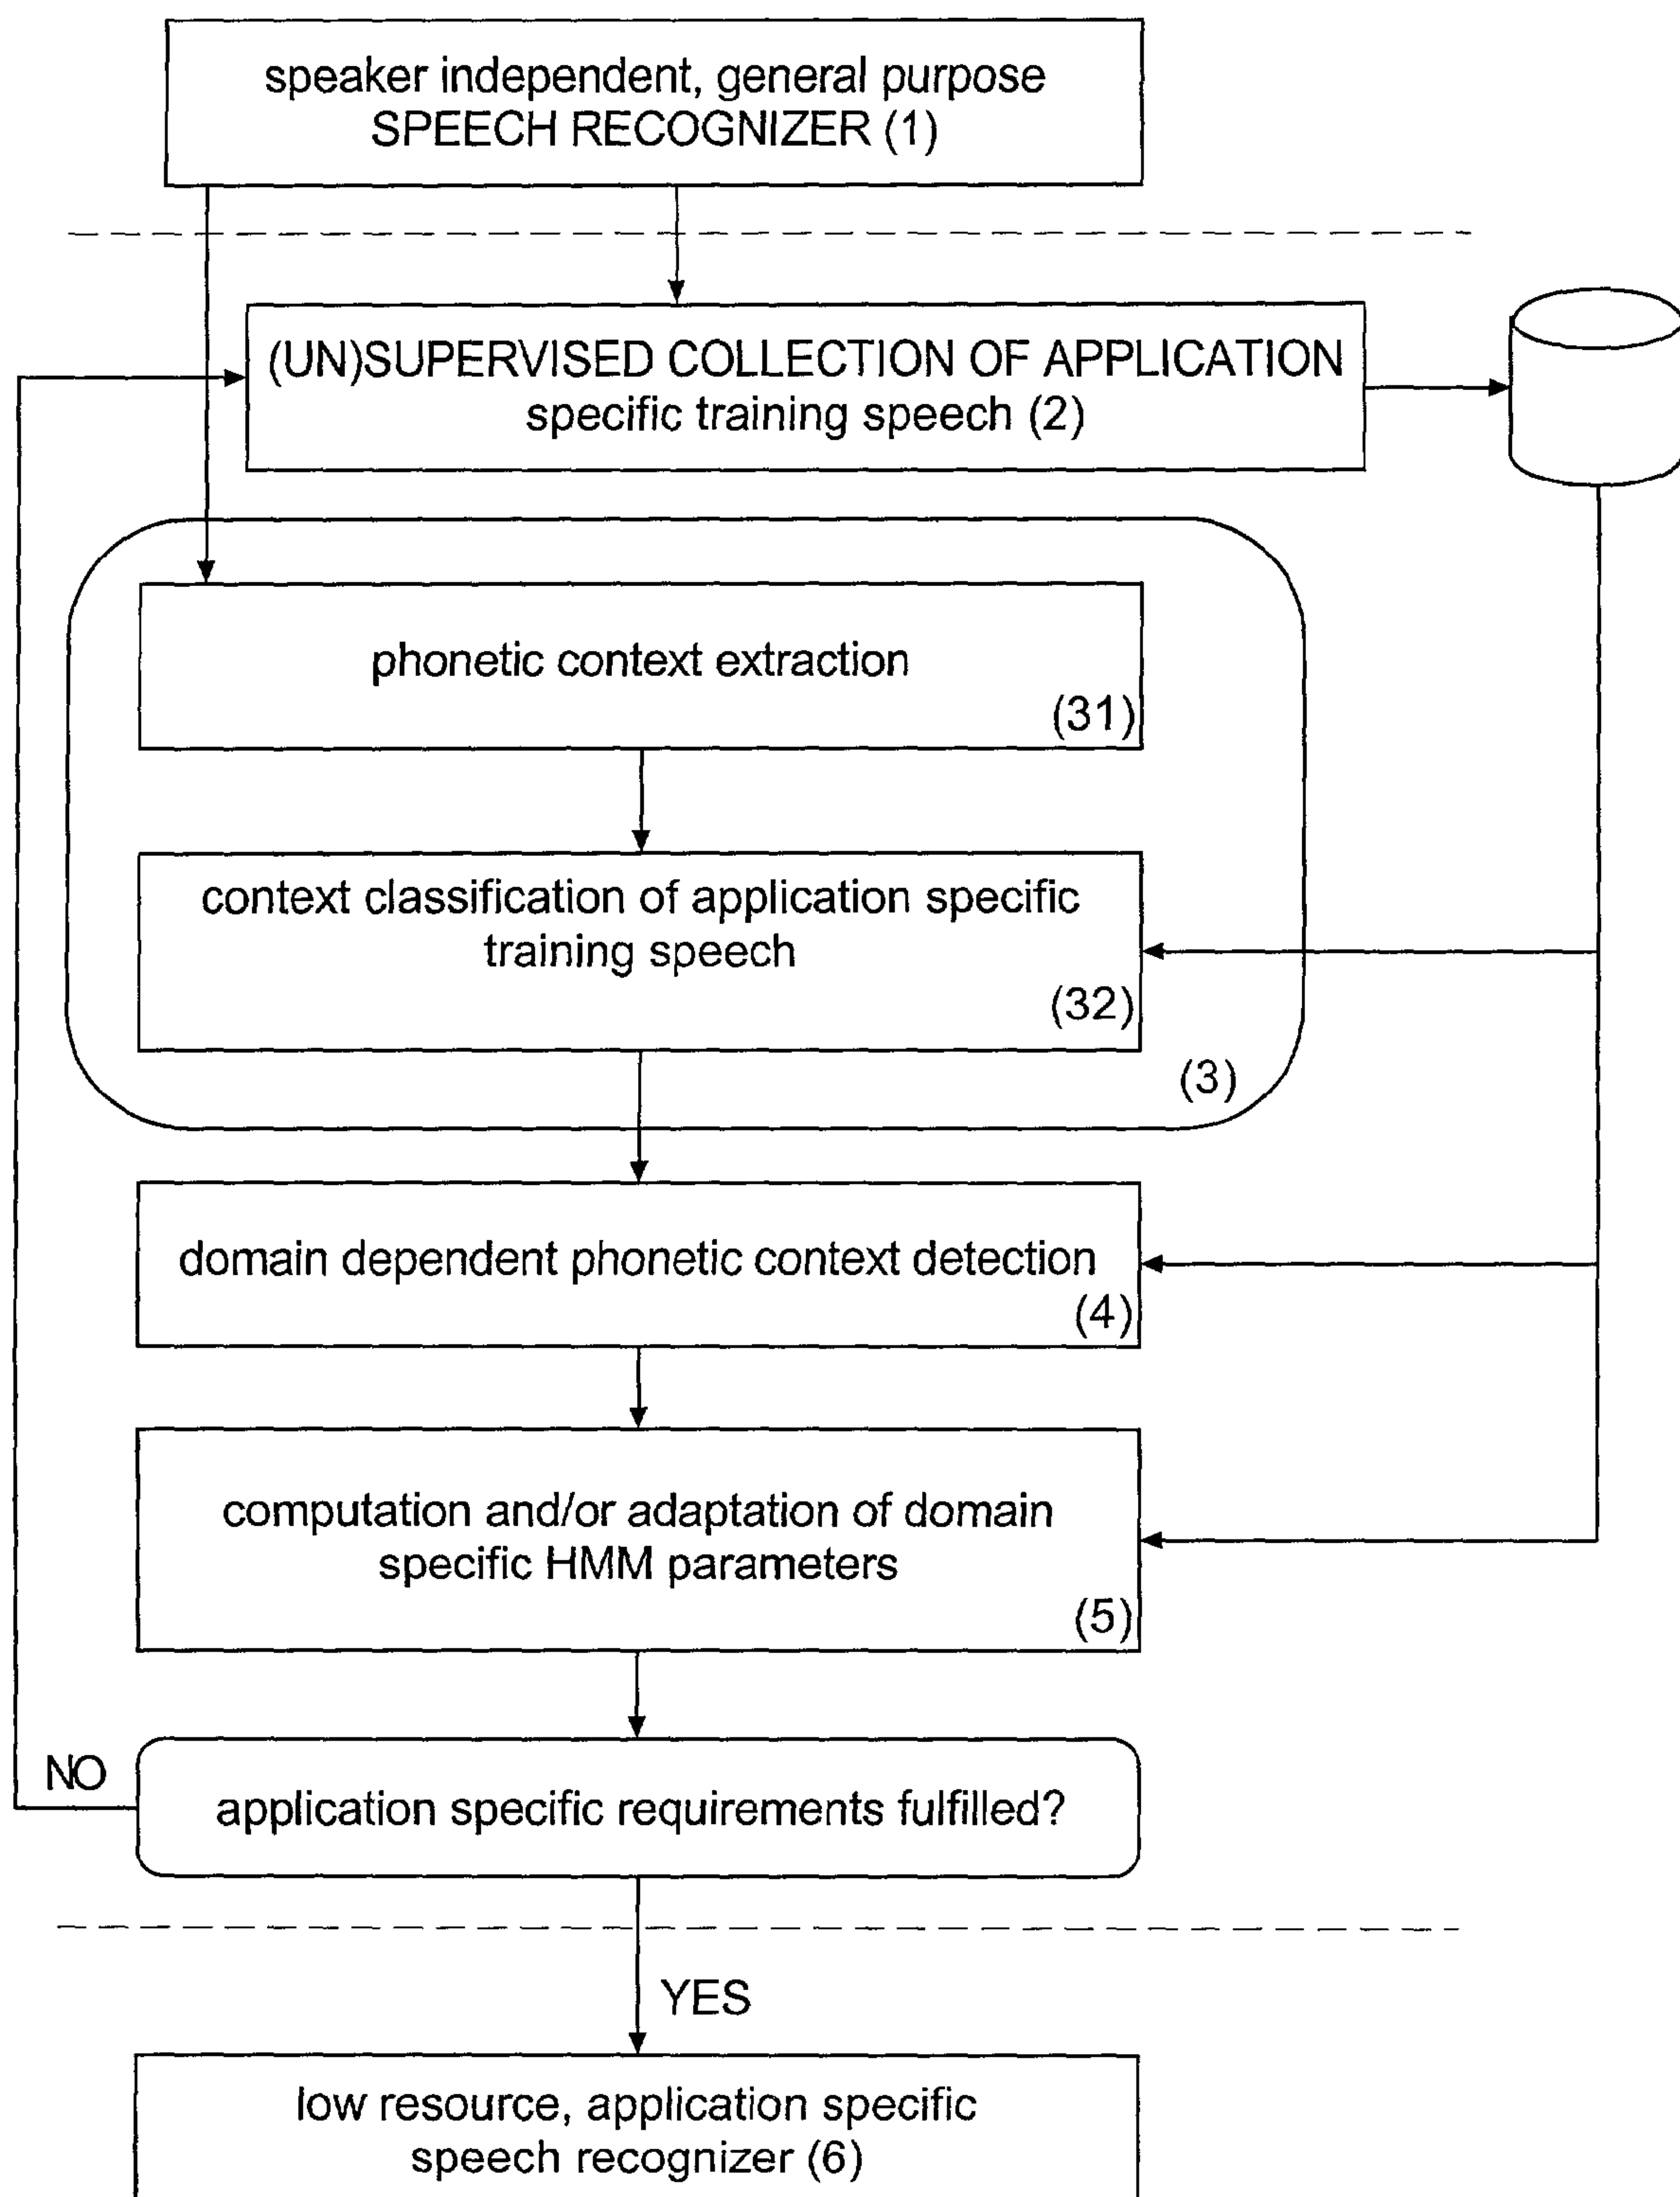 speaker independent, general purpose
SPEECH RECOGNIZER (1)
(UN)SUPERVISED COLLECTION OF APPLICATION
specific training speech (2)
phonetic context extraction
(31)
context classification of application specific
training speech
(32)
(3)
domain dependent phonetic context detection
(4)
computation and/or adaptation of domain
specific HMM parameters
(5)
NO
application specific requirements fulfilled?
YES
low resource, application specific
speech recognizer (6)